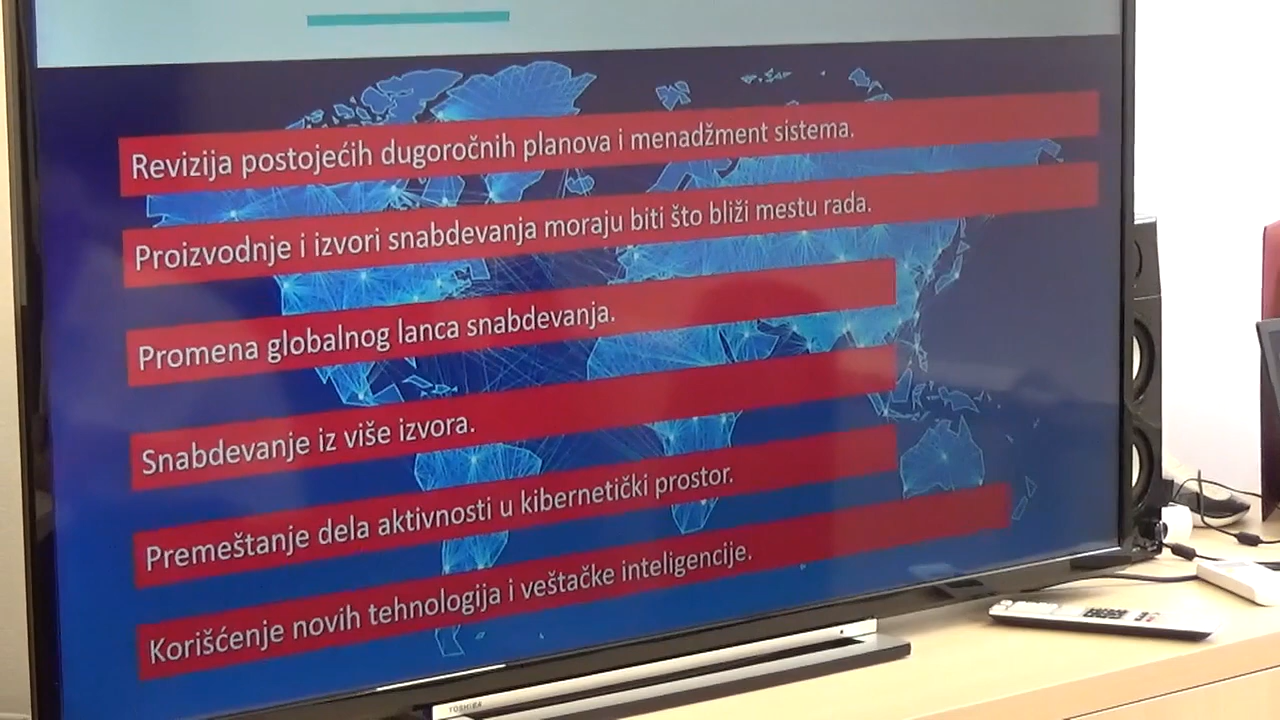 Revizija postojećih dugoročnih planova i menadžment sistema.
Proizvodnje i izvori snabdevanja moraju biti što bliži mestu rada.
Promena globalnog lanca snabdevanja.
Snabdevanje iz više izvora.
Premeštanje dela aktivnosti u kibernetički prostor.
Korišćenje novih tehnologija i veštačke inteligencije.
TOSHIBA